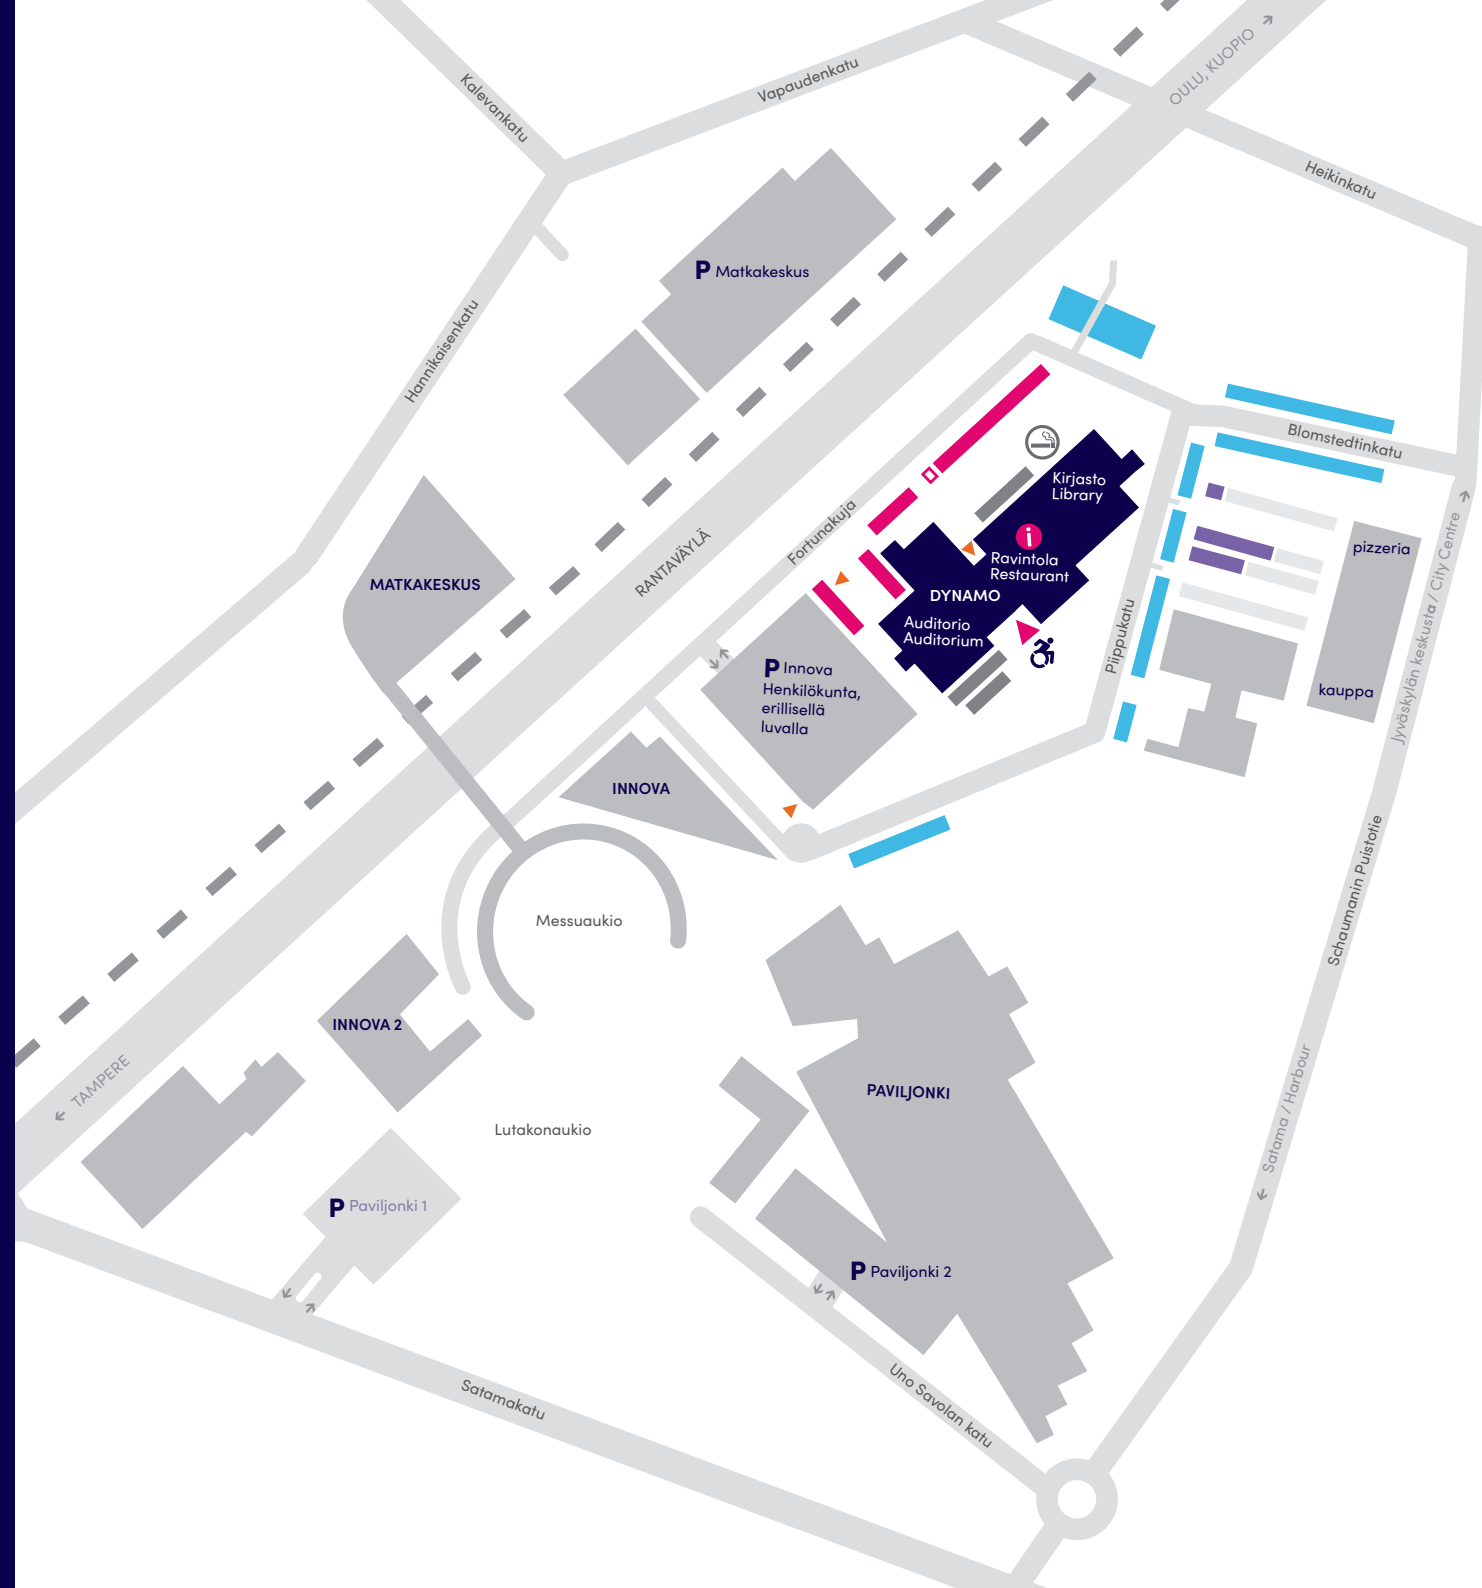 OULU, KUOPIO
Kalevankatu
Vapaudenkatu
Heikinkatu
P Matkakeskus
Hannikaisenkatu
Blomstedtinkatu
Kirjasto
Library
Fortunakuja
pizzeria
RANTAVÄYLÄ
i
Ravintola
Restaurant
MATKAKESKUS
DYNAMO
Auditorio
Auditorium
Piippukatu
Jyväskylän keskusta / City Centre
P Innova
Henkilökunta,
erillisellä
luvalla
kauppa
INNOVA
Schaumanin Puistotie
Messuaukio
INNOVA 2
TAMPERE
PAVILJONKI
Satama / Harbour
Lutakonaukio
P Paviljonki 1
P Paviljonki 2
Satamakatu
Uno Savolan katu